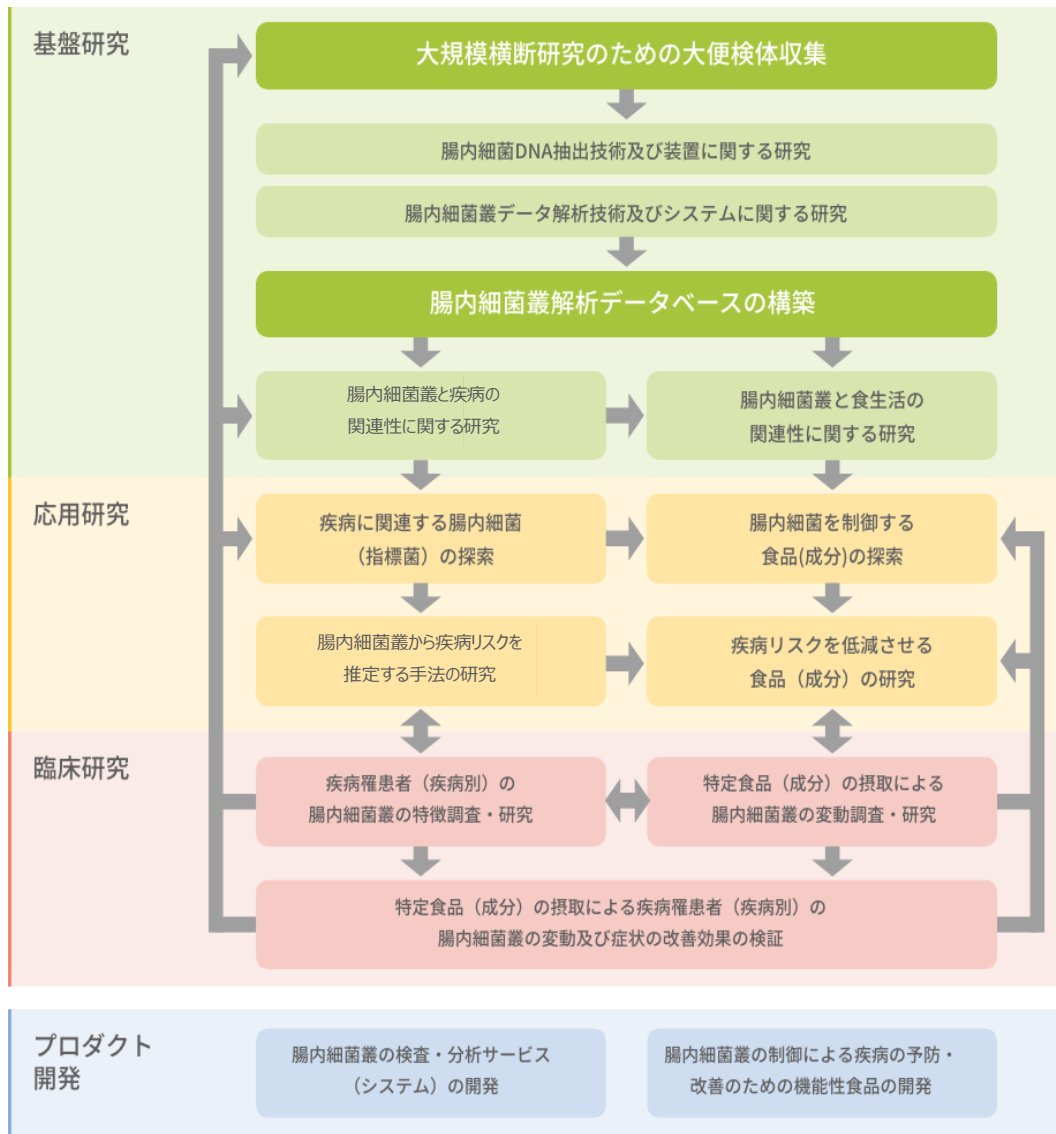 基盤研究
大規模横断研究のための大便検体収集
腸内細菌DNA抽出技術及び装置に関する研究
腸内細菌叢データ解析技術及びシステムに関する研究
腸内細菌叢解析データベースの構築
腸内細菌叢と疾病の
関連性に関する研究
腸内細菌叢と食生活の
関連性に関する研究
応用研究
疾病に関連する腸内細菌
（指標菌）の探索
腸内細菌を制御する
食品(成分)の探索
腸内細菌叢から疾病リスクを
推定する手法の研究
疾病リスクを低減させる
食品（成分）の研究
臨床研究
疾病罹患者（疾病別）の
腸内細菌叢の特徴調査・研究
特定食品（成分）の摂取による
腸内細菌叢の変動調査・研究
特定食品（成分）の摂取による疾病罹患者（疾病別）の
腸内細菌叢の変動及び症状の改善効果の検証
プロダクト
開発
腸内細菌叢の検査・分析サービス
（システム）の開発
腸内細菌叢の制御による疾病の予防・
改善のための機能性食品の開発